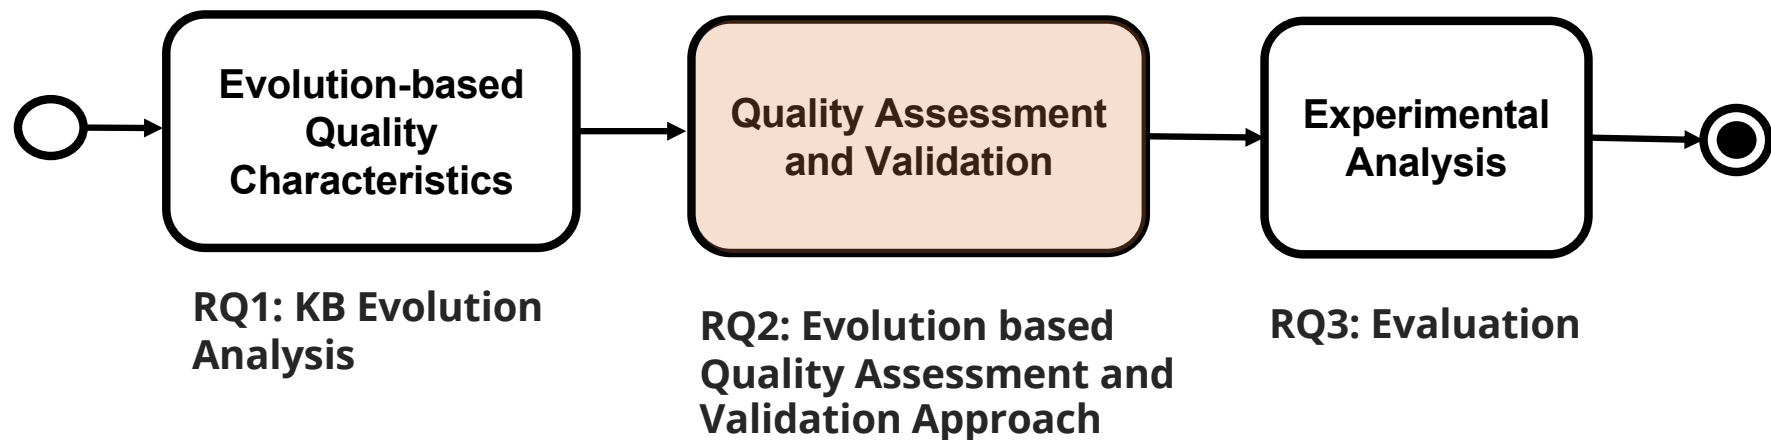 Evolution-based
Quality
Characteristics
Quality Assessment
and Validation
Experimental
Analysis
RQ1: KB Evolution
Analysis
RQ2: Evolution based
Quality Assessment and
Validation Approach
RQ3: Evaluation